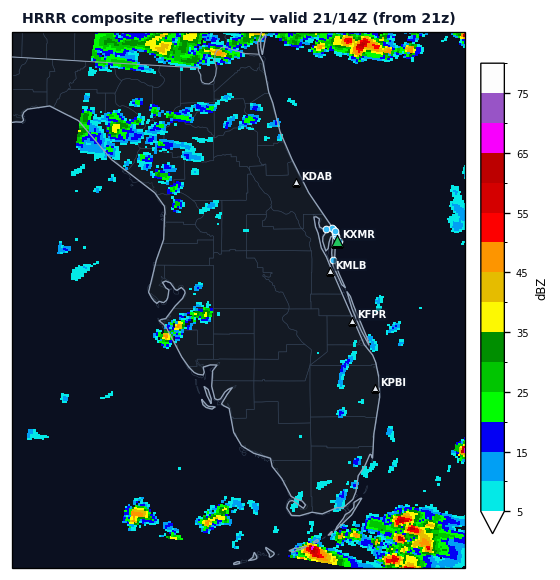 HRRR composite reflectivity — valid 21/14Z (from 21z)
KDAB
KXMR
KMLB
KFPR
KPBI
75
65
55
45
35
25
15
5
dBZ